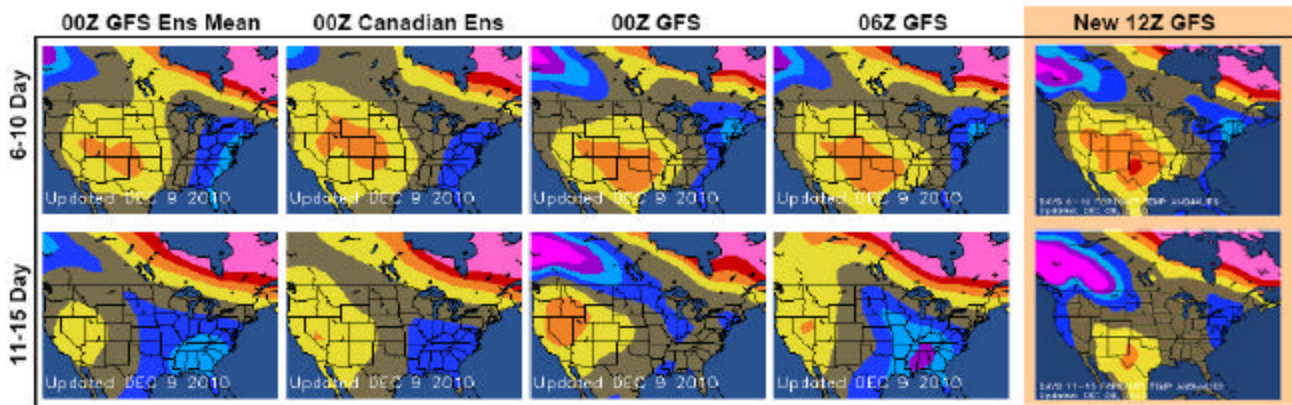 00Z GFS Ens Mean
00Z Canadian Ens
00Z GFS
06Z GFS
New 12Z GFS
6-10 Day
Updated DEC 9 2010
Updated DEC 9 2010
Updated DEC 9 2010
Updated DEC 9 2010
11-15 Day
Updated DEC 9 2010
Updated DEC 9 2010
Updated DEC 9 2010
Updated DEC 9 2010